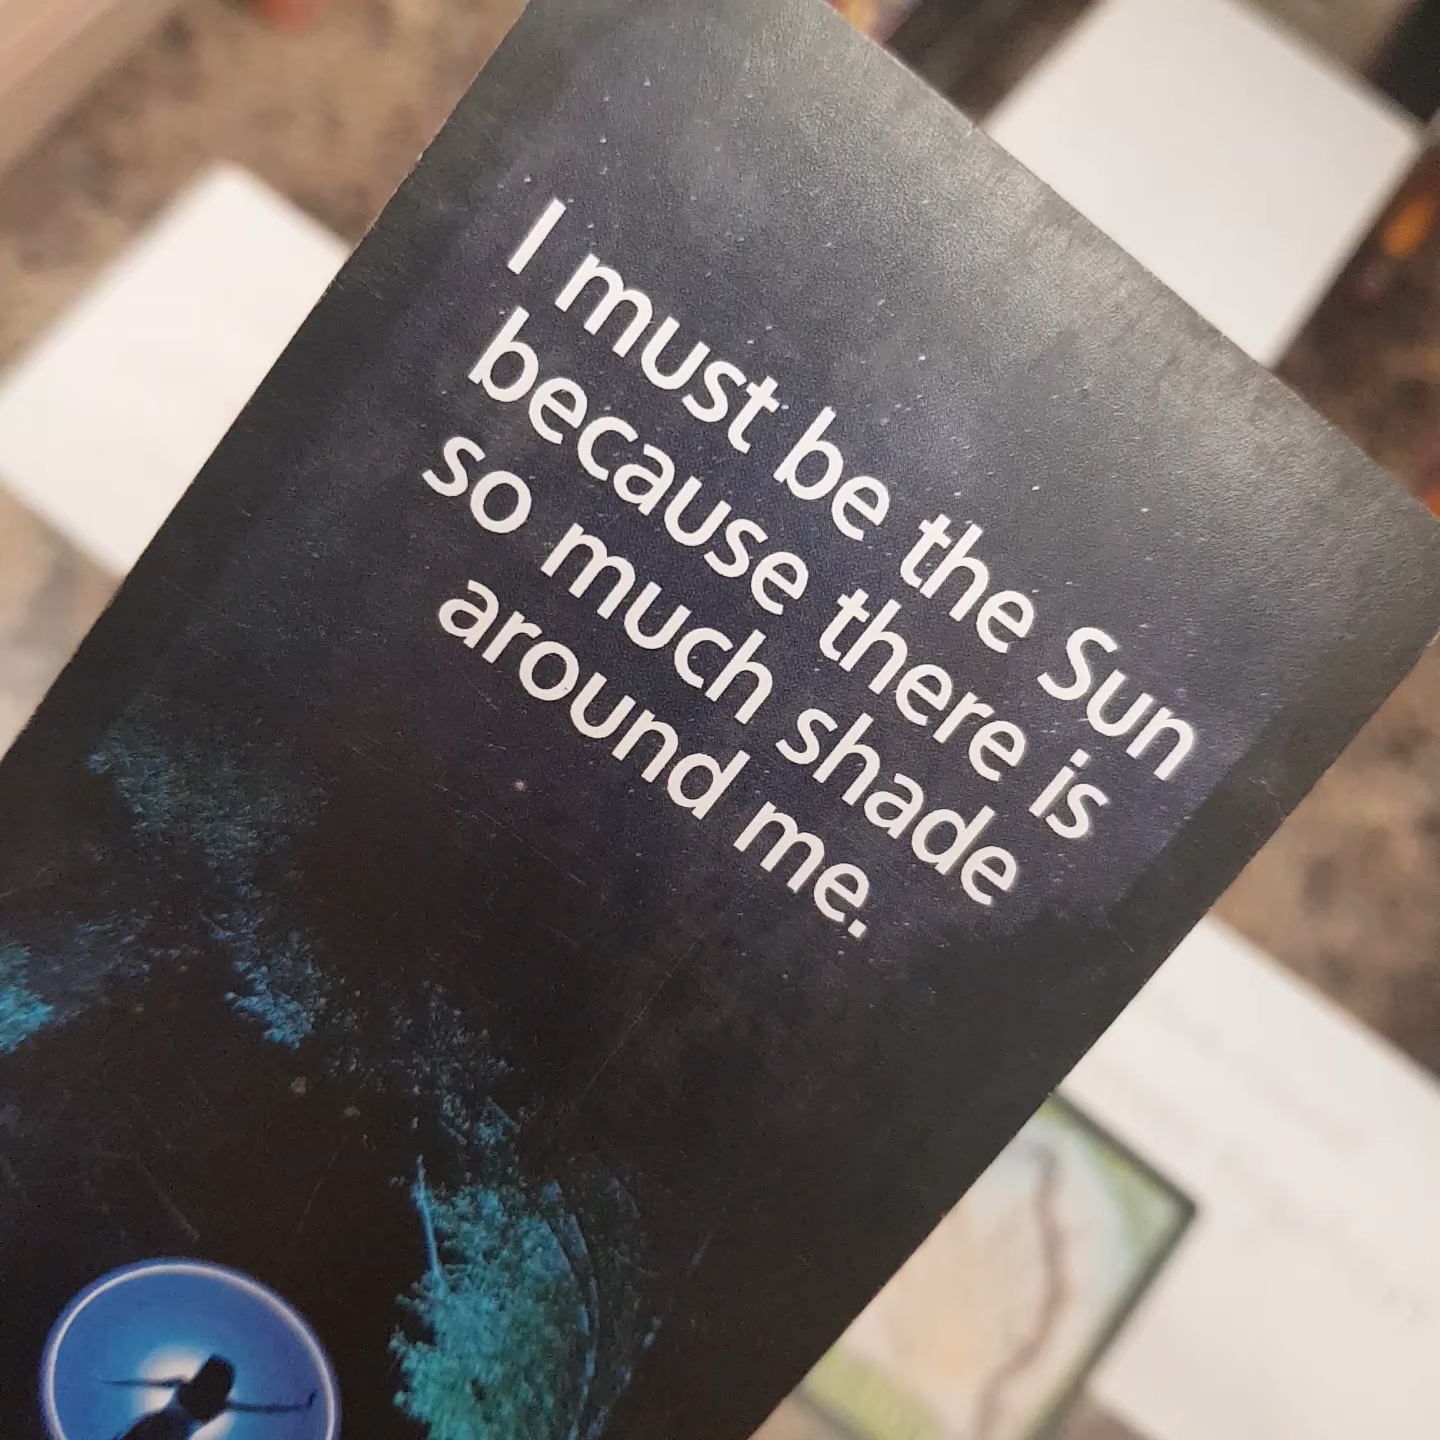 I must be the Sun
because there is
so much shade
around me.